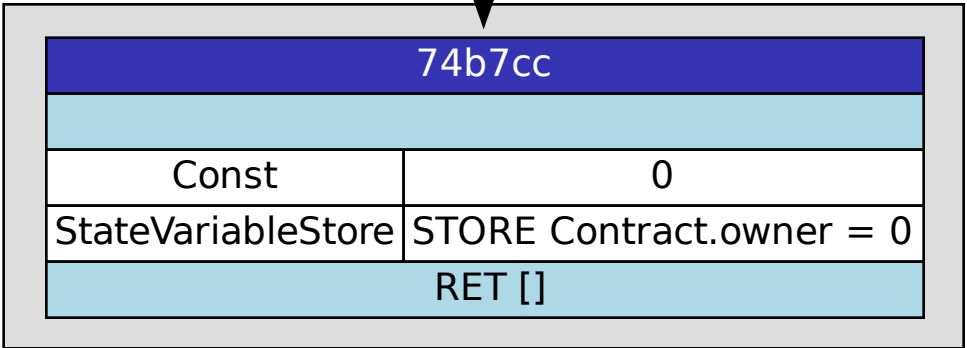 74b7cc
Const 0
StateVariableStore STORE Contract.owner = 0
RET []